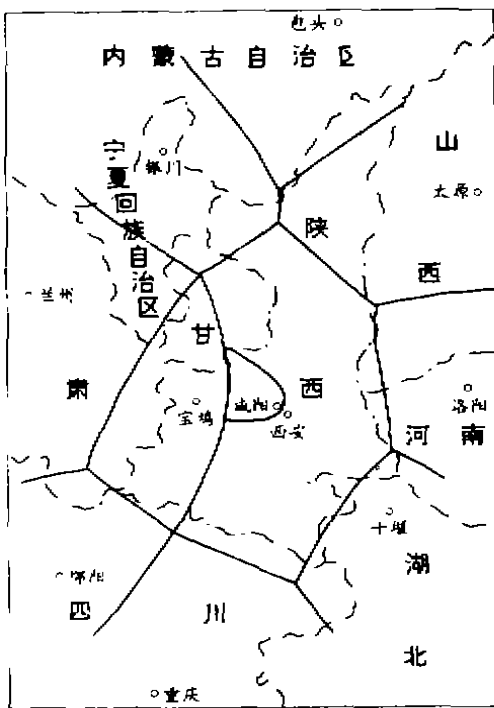 包头
内蒙古自治区
宁夏回族自治区
银川
山西
太原
陕西
兰州
甘肃
宝鸡
咸阳
西安
洛阳
河南
十堰
绵阳
湖北
四川
重庆